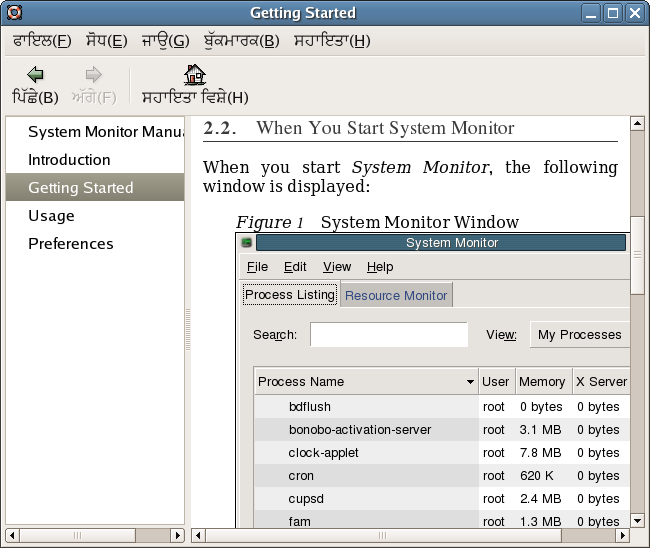 Getting Started
ਫਾਇਲ(F) ਸੋਧ(E) ਜਾਉ(G) ਬੁੱਕਮਾਰਕ(B) ਸਹਾਇਤਾ(H)
ਪਿੱਛੇ(B) ਅੱਗੇ(F) ਸਹਾਇਤਾ ਵਿਸ਼ੇ(H)
System Monitor Manua
Introduction
Getting Started
Usage
Preferences
2.2. When You Start System Monitor
When you start System Monitor, the following
window is displayed:
Figure 1 System Monitor Window
System Monitor
File Edit View Help
Process Listing Resource Monitor
Search: View: My Processes
Process Name User Memory X Server
bdflush root 0 bytes 0 bytes
bonobo-activation-server root 3.1 MB 0 bytes
clock-applet root 7.8 MB 0 bytes
cron root 620 K 0 bytes
cupsd root 2.4 MB 0 bytes
fam root 1.3 MB 0 bytes